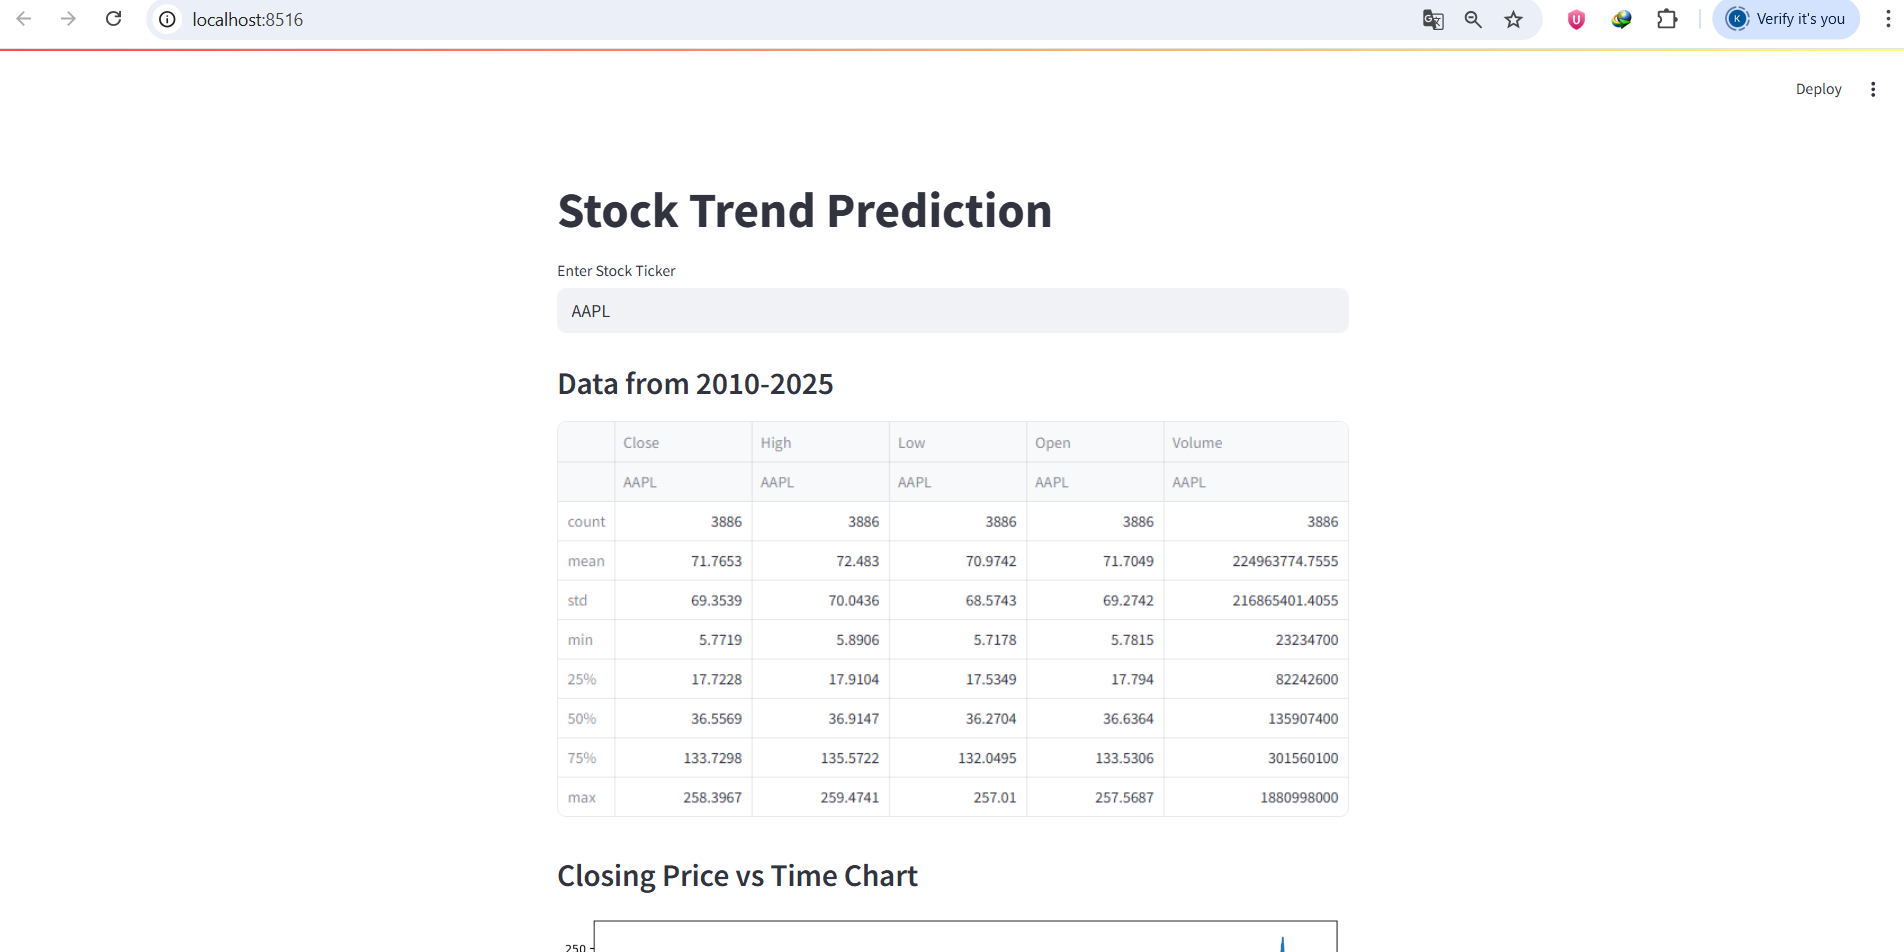 localhost:8516
Verify it's you
Deploy
Stock Trend Prediction
Enter Stock Ticker
AAPL
Data from 2010-2025
Close High Low Open Volume
AAPL AAPL AAPL AAPL AAPL
count 3886 3886 3886 3886 3886
mean 71.7653 72.483 70.9742 71.7049 224963774.7555
std 69.3539 70.0436 68.5743 69.2742 216865401.4055
min 5.7719 5.8906 5.7178 5.7815 23234700
25% 17.7228 17.9104 17.5349 17.794 82242600
50% 36.5569 36.9147 36.2704 36.6364 135907400
75% 133.7298 135.5722 132.0495 133.5306 301560100
max 258.3967 259.4741 257.01 257.5687 1880998000
Closing Price vs Time Chart
250